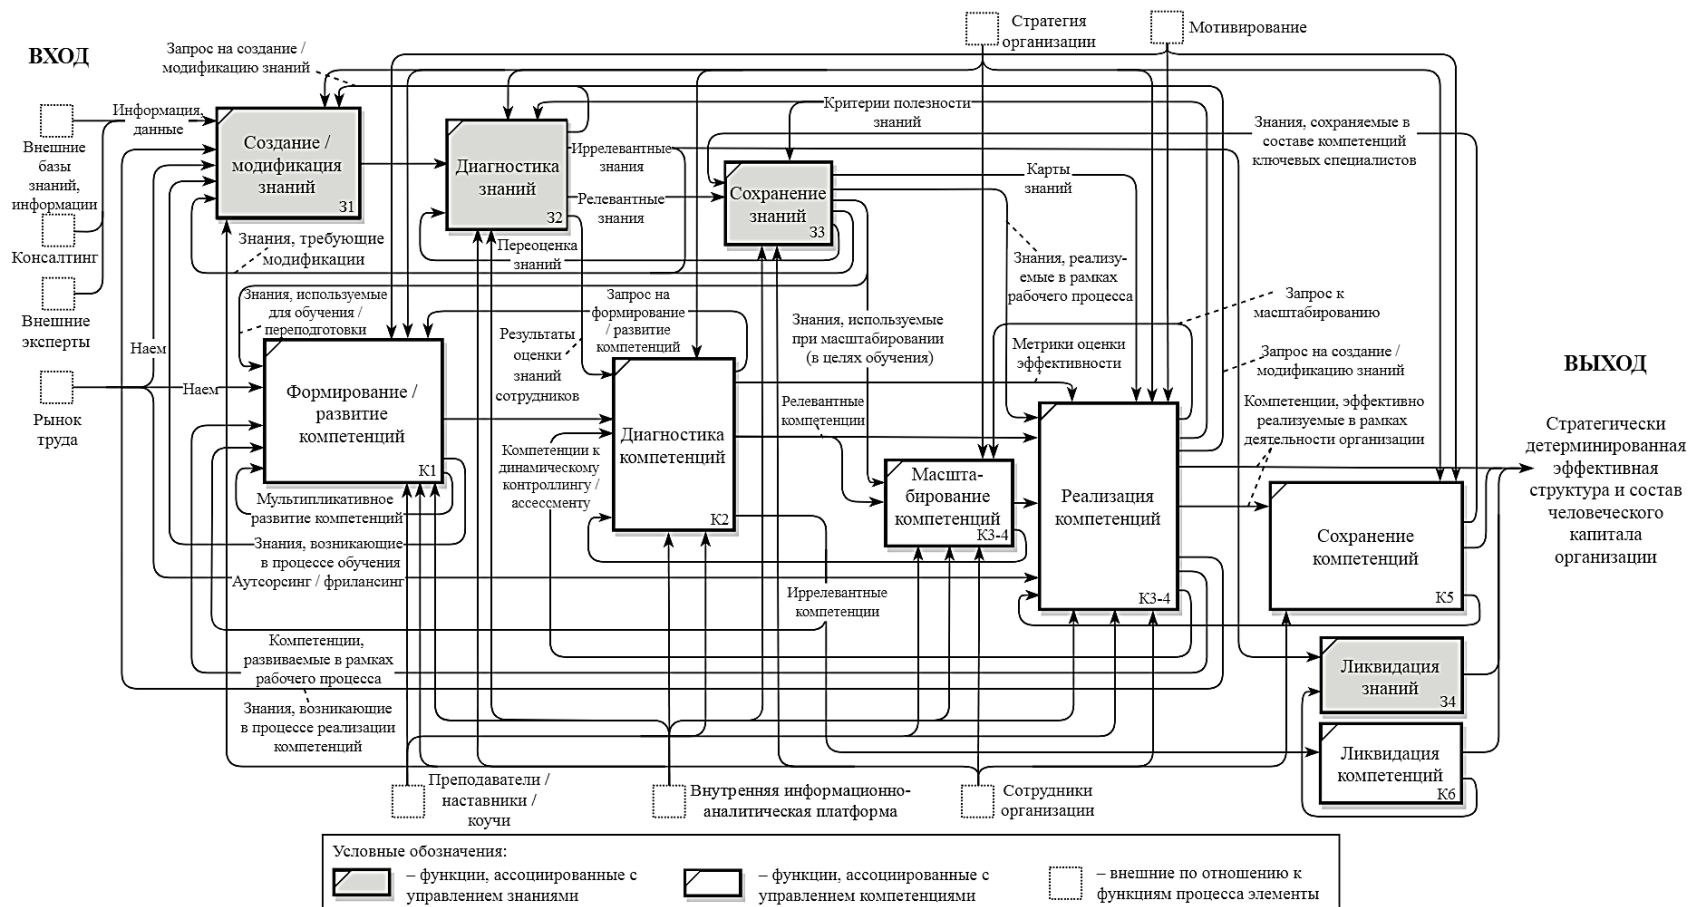 ВХОД
Запрос на создание /
модификацию знаний
Стратегия
организации
Мотивирование
Информация,
данные
Внешние
базы
знаний,
информации
Консалтинг
Внешние
эксперты
Рынок
труда
Создание /
модификация
знаний
З1
Диагностика
знаний
З2
Иррелевантные
знания
Релевантные
знания
Переоценка
знаний
Критерии полезности
знаний
Сохранение
знаний
З3
Карты
знаний
Знания, сохраняемые в
составе компетенций
ключевых специалистов
Знания, требующие
модификации
Знания, используемые
для обучения /
переподготовки
Запрос на
формирование
/ развитие
компетенций
Результаты
оценки
знаний
сотрудников
Знания, реализу-
емые в рамках
рабочего процесса
Знания, используемые
при масштабировании
(в целях обучения)
Метрики оценки
эффективности
Запрос к
масштабированию
Запрос на создание /
модификацию знаний
Наем
Наем
Формирование /
развитие
компетенций
К1
Диагностика
компетенций
К2
Релевантные
компетенции
Масшта-
бирование
компетенций
К3-4
Реализация
компетенций
К3-4
Компетенции, эффективно
реализуемые в рамках
деятельности организации
Сохранение
компетенций
К5
ВЫХОД
Стратегически
детерминированная
эффективная
структура и состав
человеческого
капитала
организации
Компетенции к
динамическому
контроллингу /
ассессменту
Мультипликативное
развитие компетенций
Знания, возникающие
в процессе обучения
Аутсорсинг / фрилансинг
Иррелевантные
компетенции
Компетенции,
развиваемые в рамках
рабочего процесса
Знания, возникающие
в процессе реализации
компетенций
Ликвидация
знаний
З4
Ликвидация
компетенций
К6
Преподаватели /
наставники /
коучи
Внутренняя информационно-
аналитическая платформа
Сотрудники
организации
Условные обозначения:
– функции, ассоциированные с
управлением знаниями
– функции, ассоциированные с
управлением компетенциями
– внешние по отношению к
функциям процесса элементы